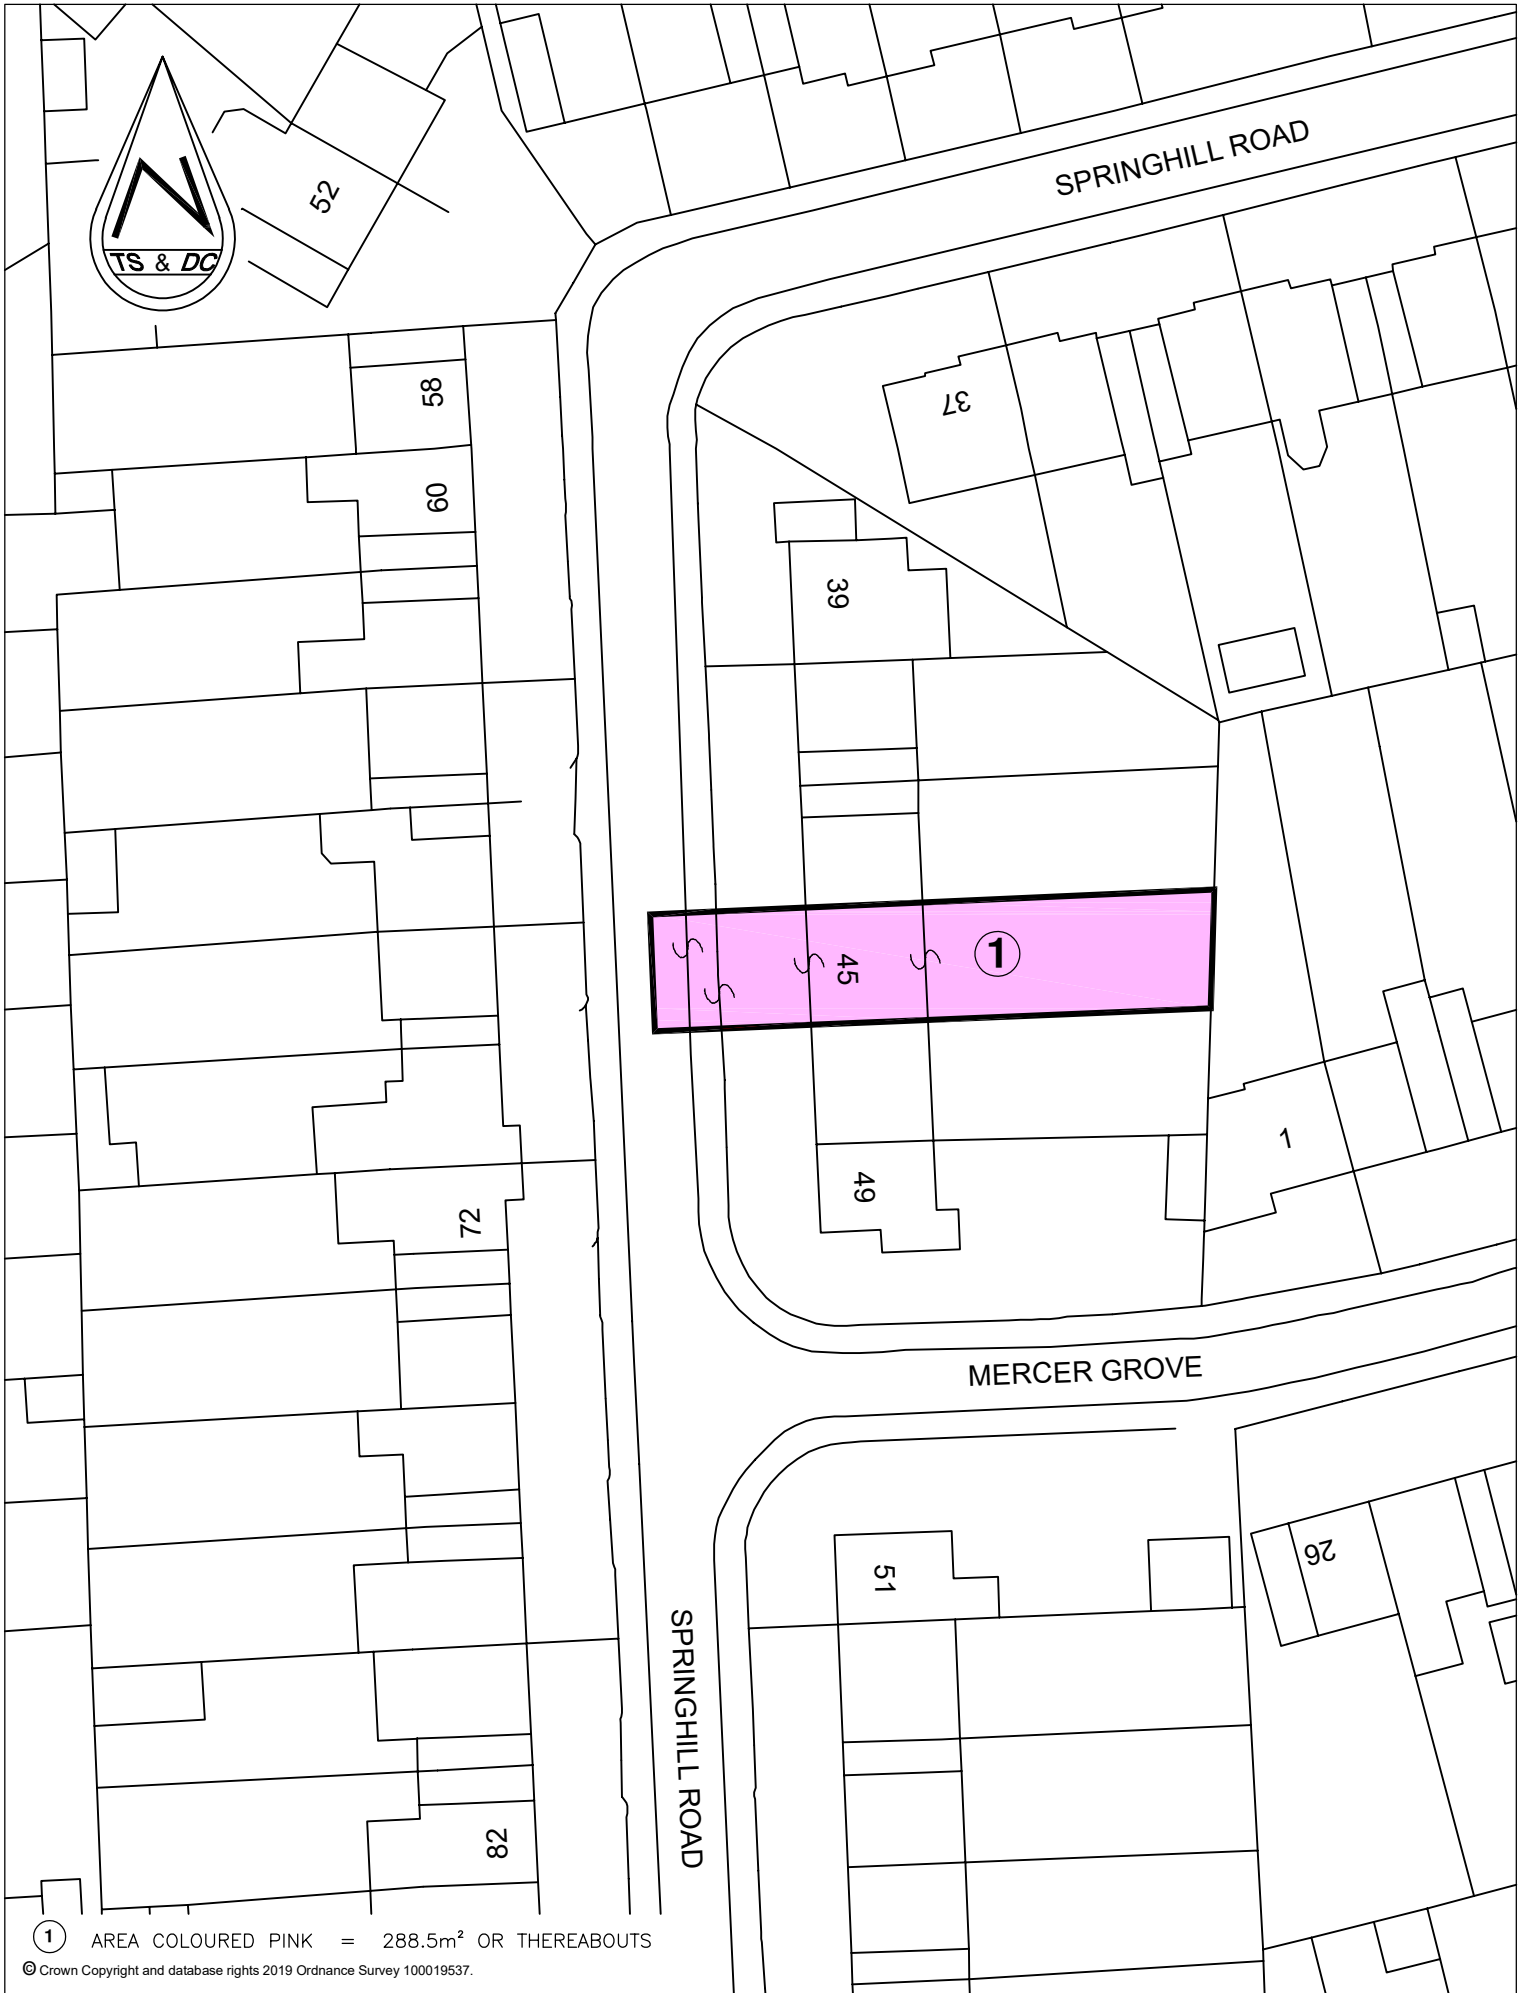 SPRINGHILL ROAD
N
TS & DC
52
58
37
60
39
45
1
1
49
72
MERCER GROVE
26
51
SPRINGHILL ROAD
82
1 AREA COLOURED PINK = 288.5m² OR THEREABOUTS
© Crown Copyright and database rights 2019 Ordnance Survey 100019537.